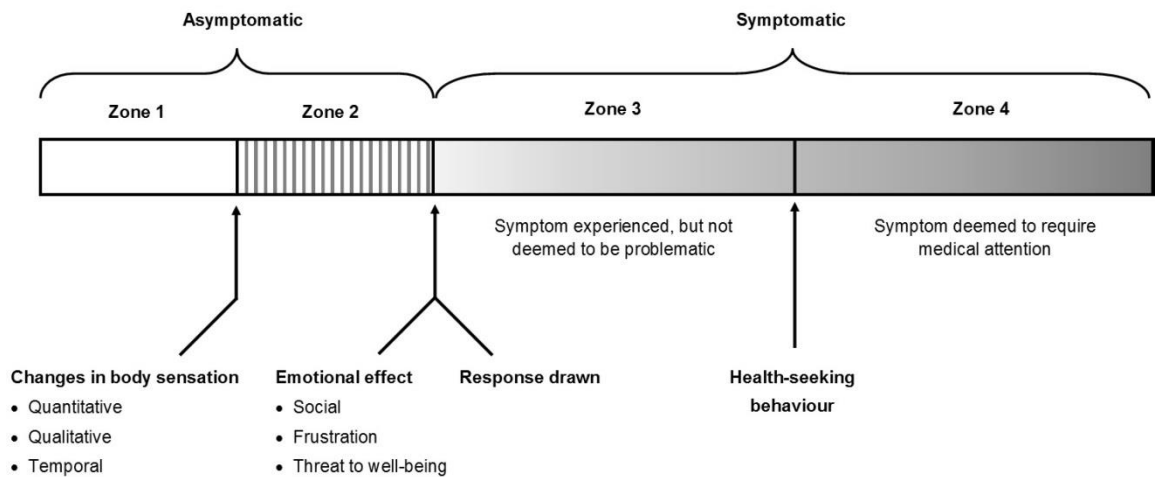 Asymptomatic
Symptomatic
Zone 1
Zone 2
Zone 3
Zone 4
Symptom experienced, but not
deemed to be problematic
Symptom deemed to require
medical attention
Changes in body sensation
• Quantitative
• Qualitative
• Temporal
Emotional effect
• Social
• Frustration
• Threat to well-being
Response drawn
Health-seeking
behaviour